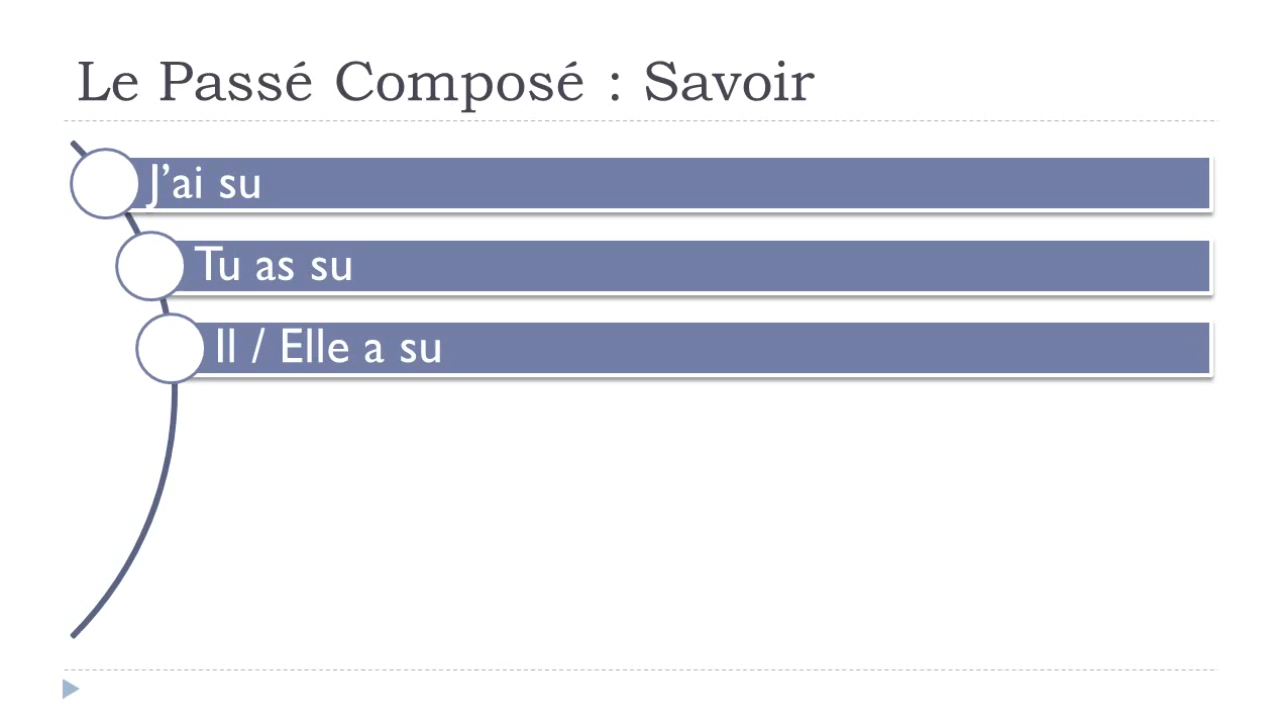 Le Passé Composé : Savoir
J’ai su
Tu as su
Il / Elle a su